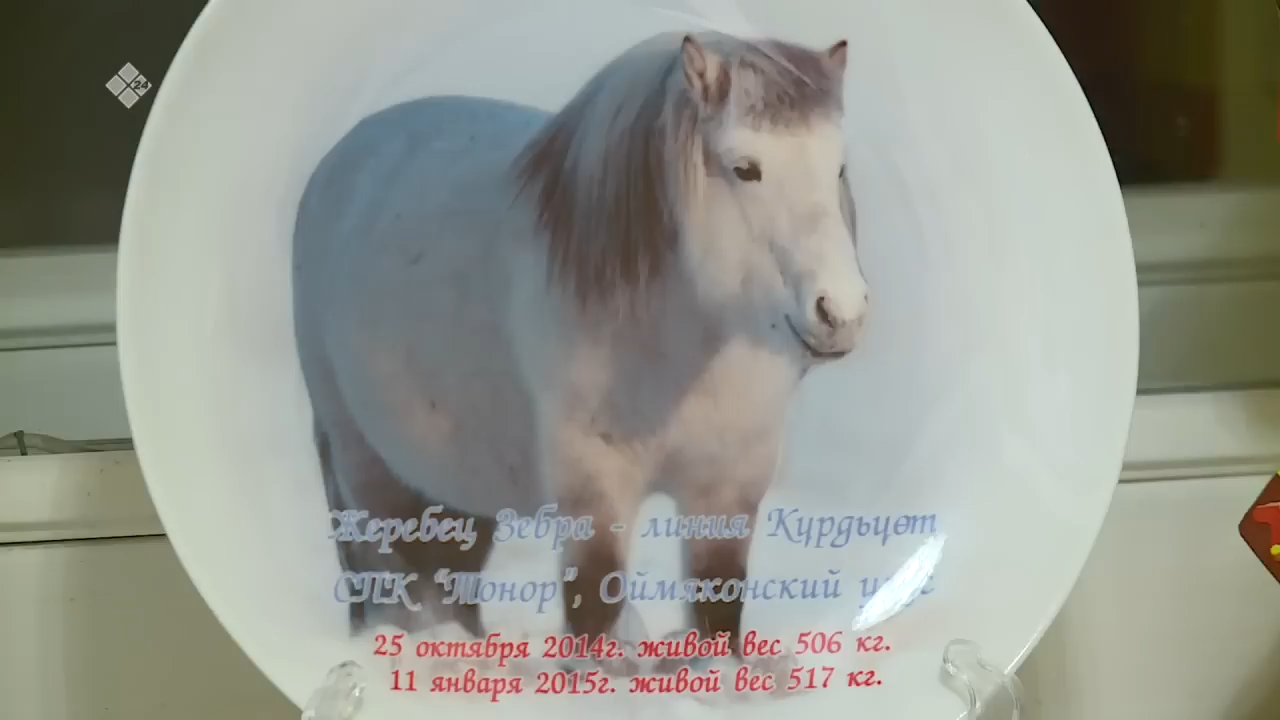 24
Жеребец Зебра - линия
СПК "Тонор", Оймяконский
25 октября 2014г. живой вес 506 кг.
11 января 2015г. живой вес 517 кг.